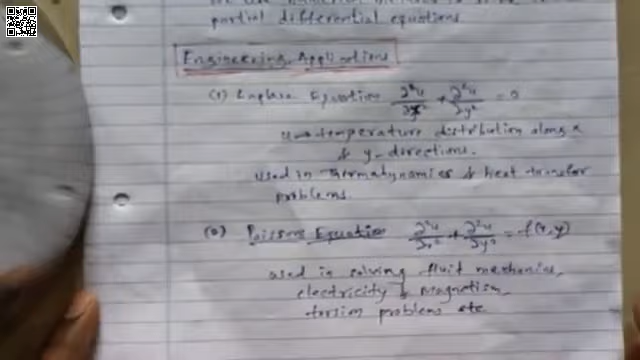 partial differential equations
Engineering Applications
(1) Laplace Equation ∂²u/∂x² + ∂²u/∂y² = 0
u → temperature distribution along x
& y-directions.
used in thermatynamics & heat transfer
problems.
(2) Poissons Equation ∂²u/∂x² + ∂²u/∂y² = f(x,y)
used in solving fluid mechanics,
electricity & magnetism,
torsion problems etc.